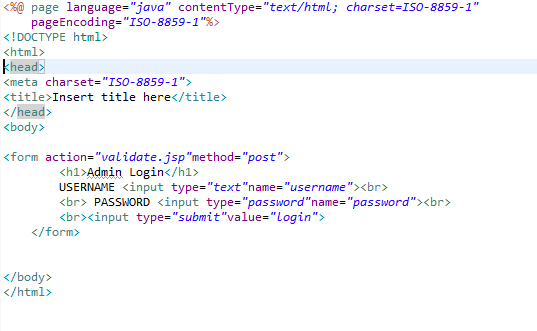 <%@ page language="java" contentType="text/html; charset=ISO-8859-1"
pageEncoding="ISO-8859-1"%>
<!DOCTYPE html>
<html>
<head>
<meta charset="ISO-8859-1">
<title>Insert title here</title>
</head>
<body>
<form action="validate.jsp"method="post">
<h1>Admin Login</h1>
USERNAME <input type="text"name="username"><br>
<br> PASSWORD <input type="password"name="password"><br>
<br><input type="submit"value="login">
</form>
</body>
</html>